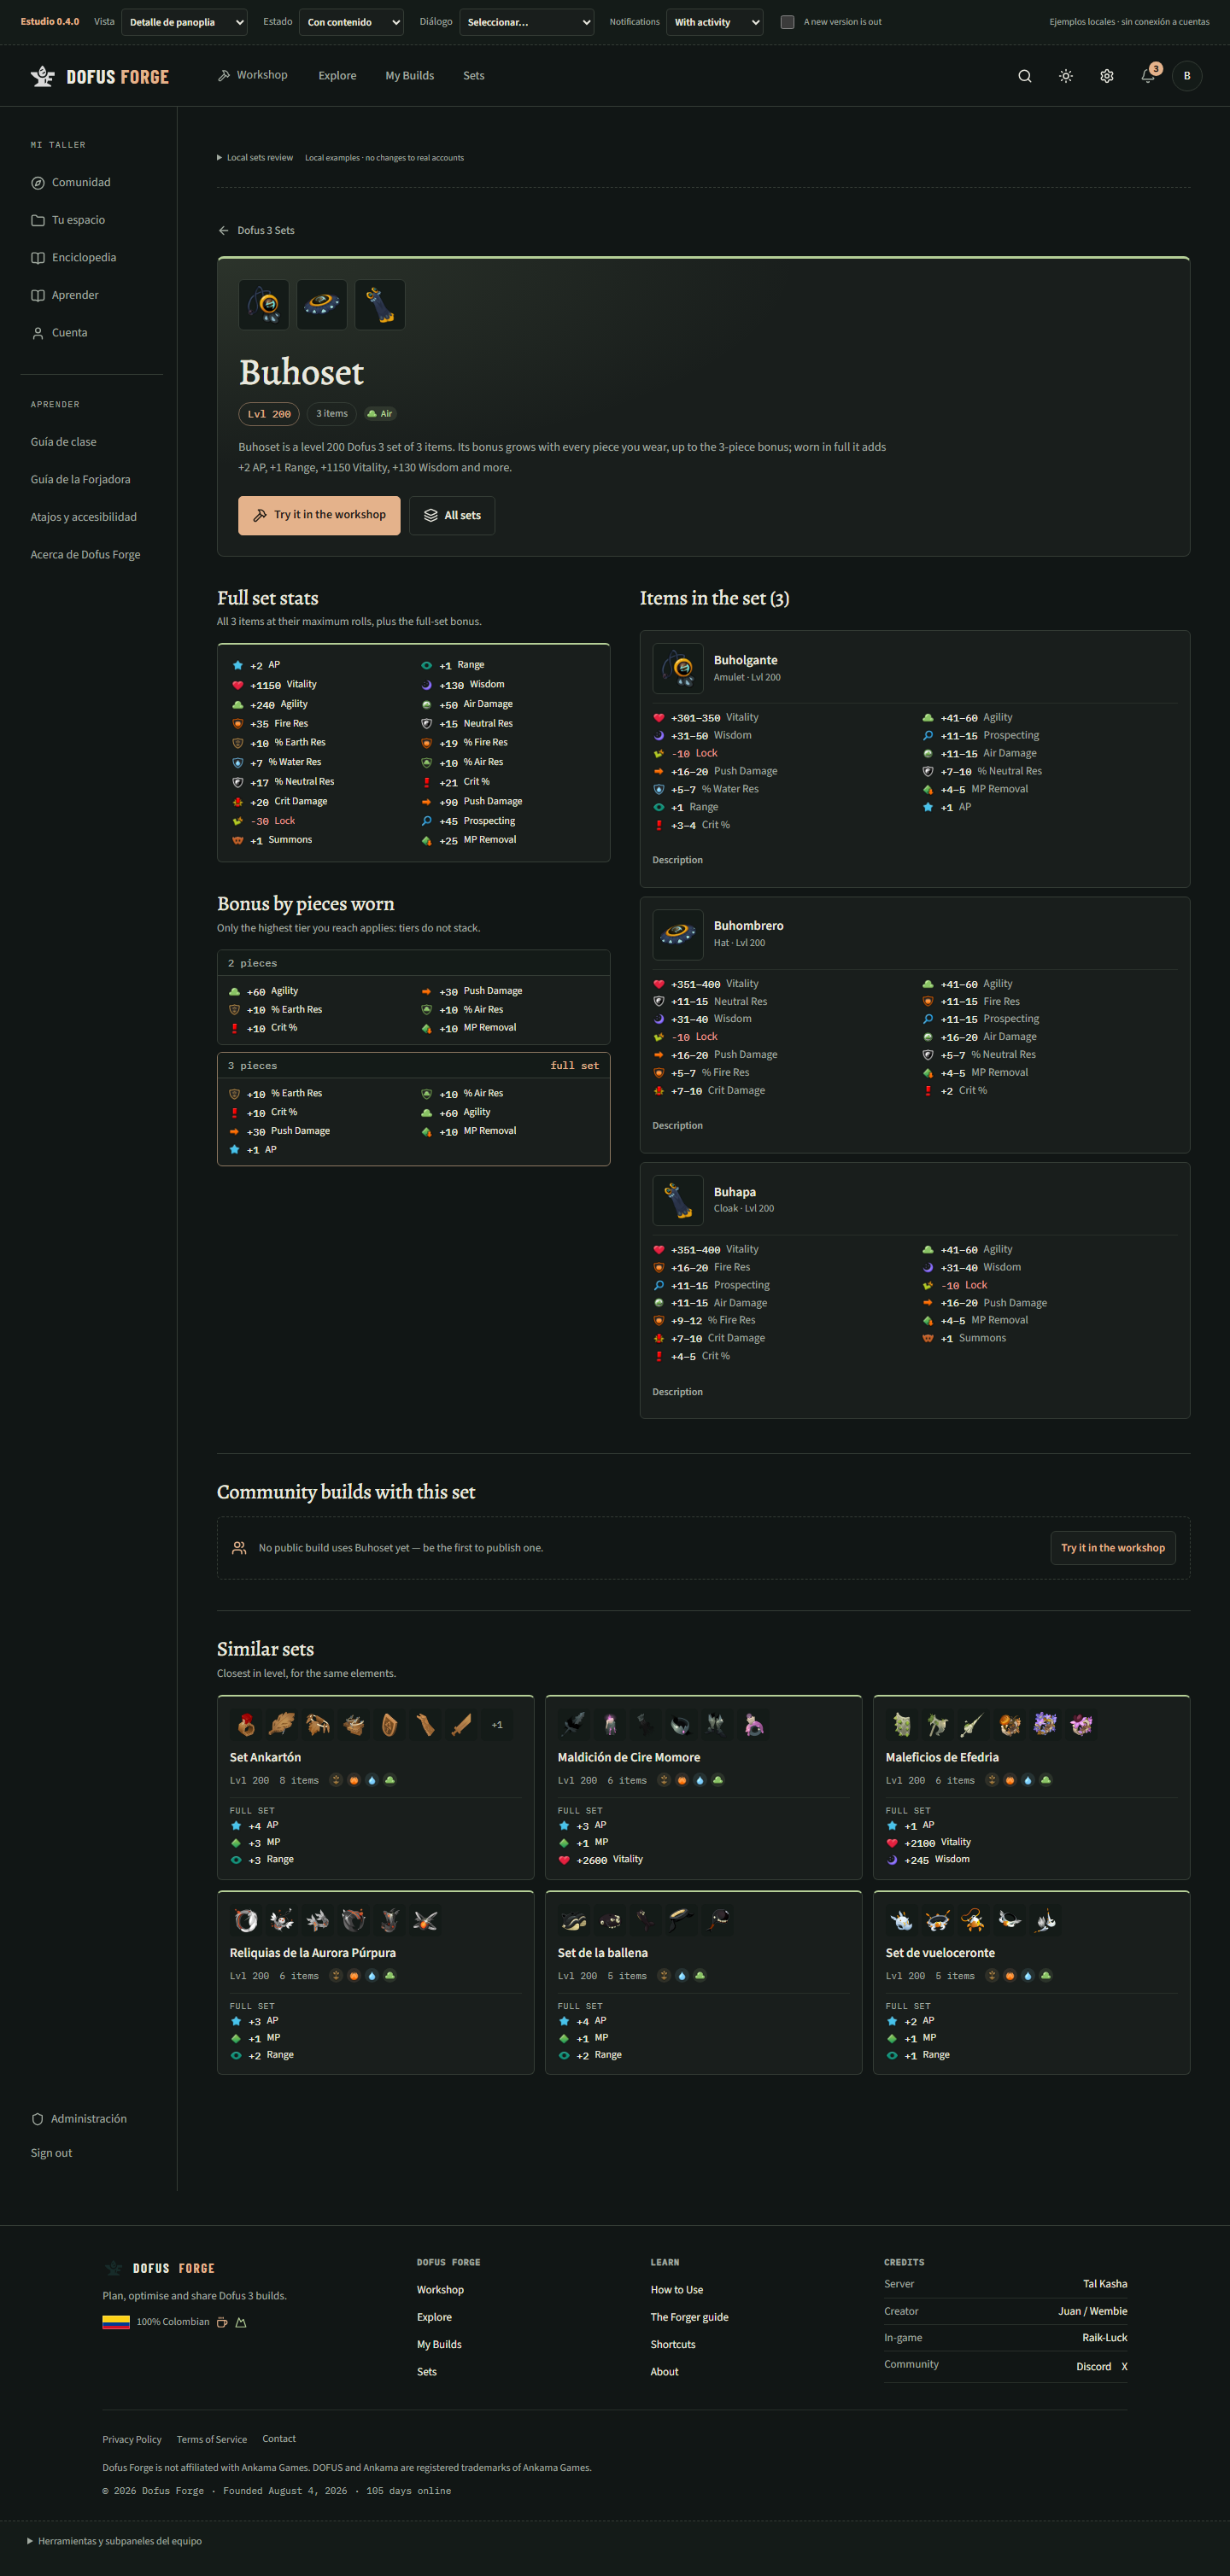 Estudio 0.4.0 Vista Detalle de panoplia Estado Con contenido Diálogo Seleccionar... Notifications With activity A new version is out Ejemplos locales · sin conexión a cuentas
DOFUS FORGE Workshop Explore My Builds Sets 3 B
MI TALLER
Comunidad
Tu espacio
Enciclopedia
Aprender
Cuenta
APRENDER
Guía de clase
Guía de la Forjadora
Atajos y accesibilidad
Acerca de Dofus Forge
Administración
Sign out
Local sets review Local examples · no changes to real accounts
Dofus 3 Sets
Buhoset
Lvl 200 3 items Air
Buhoset is a level 200 Dofus 3 set of 3 items. Its bonus grows with every piece you wear, up to the 3-piece bonus; worn in full it adds
+2 AP, +1 Range, +1150 Vitality, +130 Wisdom and more.
Try it in the workshop All sets
Full set stats
All 3 items at their maximum rolls, plus the full-set bonus.
+2 AP +1 Range
+1150 Vitality +130 Wisdom
+240 Agility +50 Air Damage
+35 Fire Res +15 Neutral Res
+10 % Earth Res +19 % Fire Res
+7 % Water Res +10 % Air Res
+17 % Neutral Res +21 Crit %
+20 Crit Damage +90 Push Damage
-30 Lock +45 Prospecting
+1 Summons +25 MP Removal
Bonus by pieces worn
Only the highest tier you reach applies: tiers do not stack.
2 pieces
+60 Agility +30 Push Damage
+10 % Earth Res +10 % Air Res
+10 Crit % +10 MP Removal
3 pieces full set
+10 % Earth Res +10 % Air Res
+10 Crit % +60 Agility
+30 Push Damage +10 MP Removal
+1 AP
Items in the set (3)
Buholgante
Amulet · Lvl 200
+301–350 Vitality +41–60 Agility
+31–50 Wisdom +11–15 Prospecting
-10 Lock +11–15 Air Damage
+16–20 Push Damage +7–10 % Neutral Res
+5–7 % Water Res +4–5 MP Removal
+1 Range +1 AP
+3–4 Crit %
Description
Buhombrero
Hat · Lvl 200
+351–400 Vitality +41–60 Agility
+11–15 Neutral Res +11–15 Fire Res
+31–40 Wisdom +11–15 Prospecting
-10 Lock +16–20 Air Damage
+16–20 Push Damage +5–7 % Neutral Res
+5–7 % Fire Res +4–5 MP Removal
+7–10 Crit Damage +2 Crit %
Description
Buhapa
Cloak · Lvl 200
+351–400 Vitality +41–60 Agility
+16–20 Fire Res +31–40 Wisdom
+11–15 Prospecting -10 Lock
+11–15 Air Damage +16–20 Push Damage
+9–12 % Fire Res +4–5 MP Removal
+7–10 Crit Damage +1 Summons
+4–5 Crit %
Description
Community builds with this set
No public build uses Buhoset yet — be the first to publish one. Try it in the workshop
Similar sets
Closest in level, for the same elements.
+1
Set Ankartón
Lvl 200 8 items
FULL SET
+4 AP
+3 MP
+3 Range
Maldición de Cire Momore
Lvl 200 6 items
FULL SET
+3 AP
+1 MP
+2600 Vitality
Maleficios de Efedria
Lvl 200 6 items
FULL SET
+1 AP
+2100 Vitality
+245 Wisdom
Reliquias de la Aurora Púrpura
Lvl 200 6 items
FULL SET
+3 AP
+1 MP
+2 Range
Set de la ballena
Lvl 200 5 items
FULL SET
+4 AP
+1 MP
+2 Range
Set de vueloceronte
Lvl 200 5 items
FULL SET
+2 AP
+1 MP
+1 Range
DOFUS FORGE
Plan, optimise and share Dofus 3 builds.
100% Colombian
DOFUS FORGE
Workshop
Explore
My Builds
Sets
LEARN
How to Use
The Forger guide
Shortcuts
About
CREDITS
Server Tal Kasha
Creator Juan / Wembie
In-game Raik-Luck
Community Discord X
Privacy Policy Terms of Service Contact
Dofus Forge is not affiliated with Ankama Games. DOFUS and Ankama are registered trademarks of Ankama Games.
© 2026 Dofus Forge · Founded August 4, 2026 · 105 days online
Herramientas y subpaneles del equipo